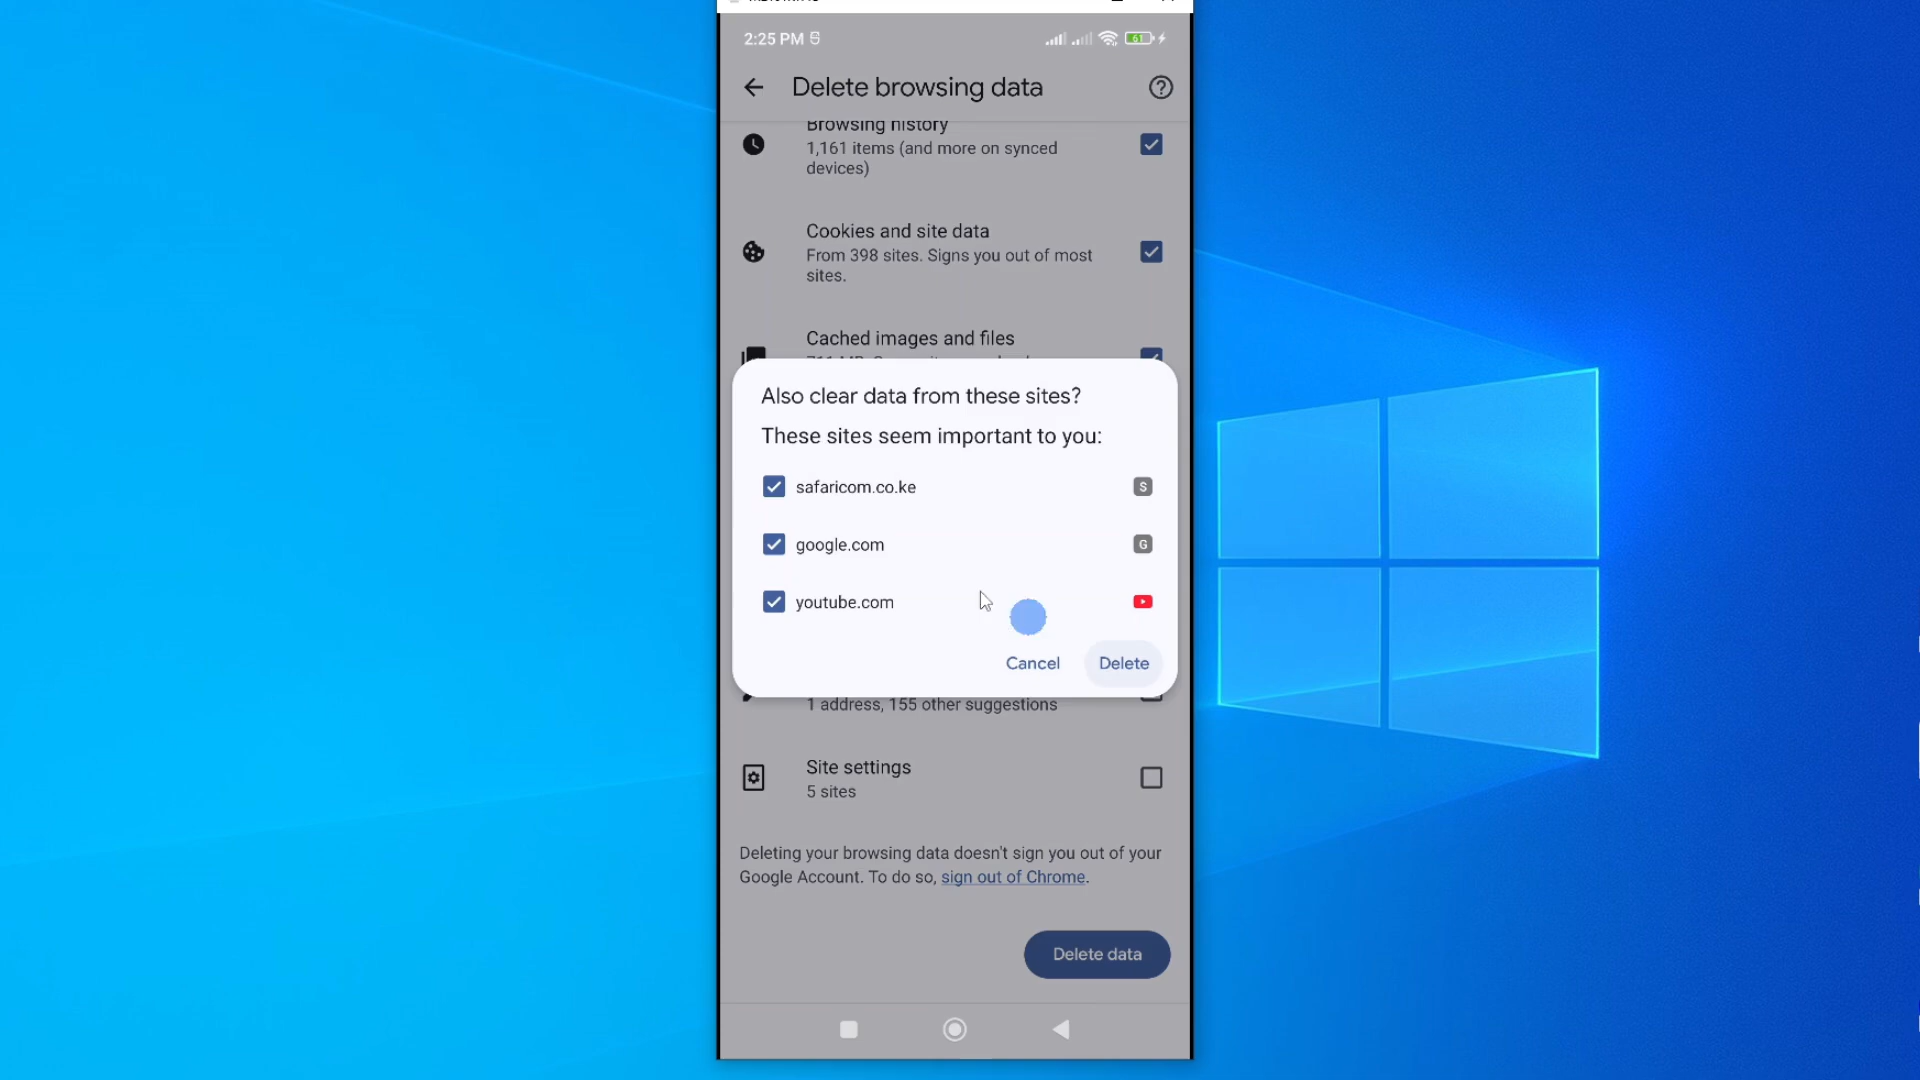 2:25 PM
61
Delete browsing data
Browsing history
1,161 items (and more on synced
devices)
Cookies and site data
From 398 sites. Signs you out of most
sites.
Cached images and files
Also clear data from these sites?
These sites seem important to you:
safaricom.co.ke
S
google.com
G
youtube.com
Cancel
Delete
1 address, 155 other suggestions
Site settings
5 sites
Deleting your browsing data doesn't sign you out of your
Google Account. To do so, sign out of Chrome.
Delete data